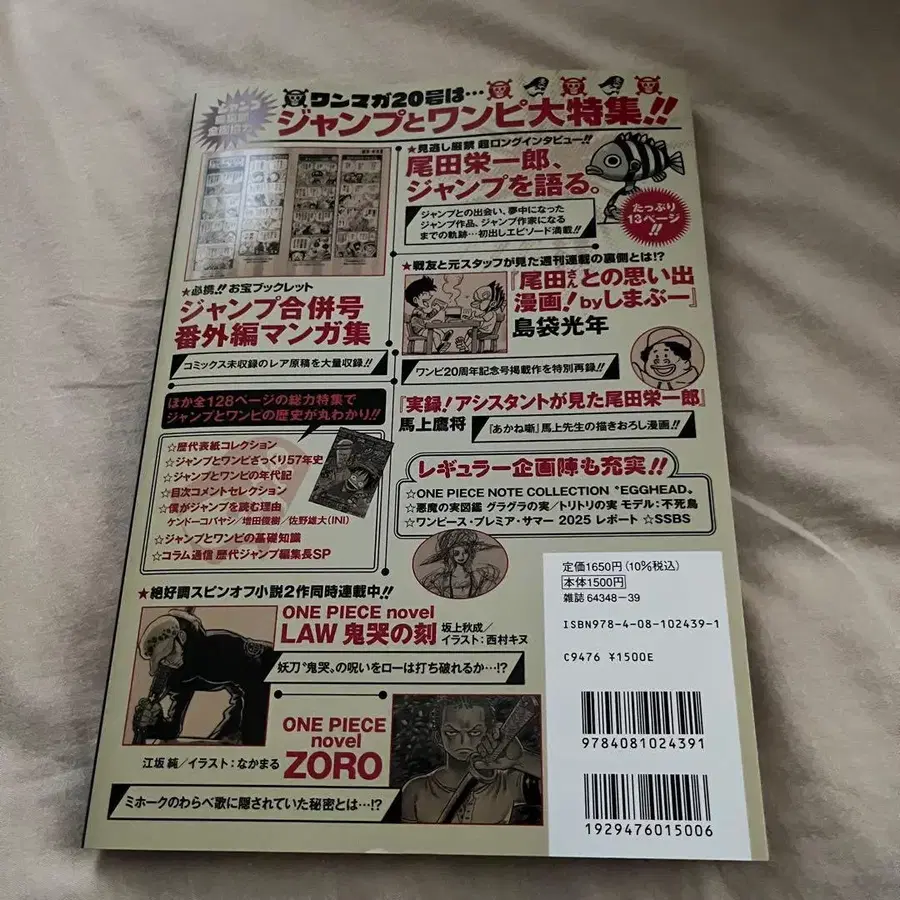 ジャンプ
編集部
全面協力
ワンマガ20号は…
ジャンプとワンピ大特集!!
★見逃し厳禁 超ロングインタビュー!!
尾田栄一郎、
ジャンプを語る。
ジャンプとの出会い、夢中になった
ジャンプ作品、ジャンプ作家になる
までの軌跡…初出しエピソード満載!!
たっぷり
13ページ
!!
★必携!! お宝ブックレット
ジャンプ合併号
番外編マンガ集
コミックス未収録のレア原稿を大量収録!!
★戦友と元スタッフが見た週刊連載の裏側とは!?
『尾田さんとの思い出
漫画!byしまぶー』
島袋光年
ワンピ20周年記念号掲載作を特別再録!!
『実録!アシスタントが見た尾田栄一郎』
馬上鷹将
『あかね噺』馬上先生の描きおろし漫画!!
ほか全128ページの総力特集で
ジャンプとワンピの歴史が丸わかり!!
☆歴代表紙コレクション
☆ジャンプとワンピざっくり57年史
☆ジャンプとワンピの年代記
☆目次コメントセレクション
☆僕がジャンプを読む理由
ケンドーコバヤシ/増田俊樹/佐野雄大(INI)
☆ジャンプとワンピの基礎知識
☆コラム通信 歴代ジャンプ編集長SP
レギュラー企画陣も充実!!
☆ONE PIECE NOTE COLLECTION “EGGHEAD”
☆悪魔の実図鑑 グラグラの実/トリトリの実 モデル:不死鳥
☆ワンピース・プレミア・サマー 2025 レポート ☆SSBS
★絶好調スピンオフ小説2作同時連載中!!
ONE PIECE novel
LAW 鬼哭の刻
坂上秋成/
イラスト:西村キヌ
妖刀“鬼哭”の呪いをローは打ち破れるか…!?
ONE PIECE
novel
ZORO
江坂 純/イラスト:なかまる
ミホークのわらべ歌に隠されていた秘密とは…!?
定価1650円(10%税込)
本体1500円
雑誌 64348-39
ISBN978-4-08-102439-1
C9476 ¥1500E
9784081024391
1929476015006